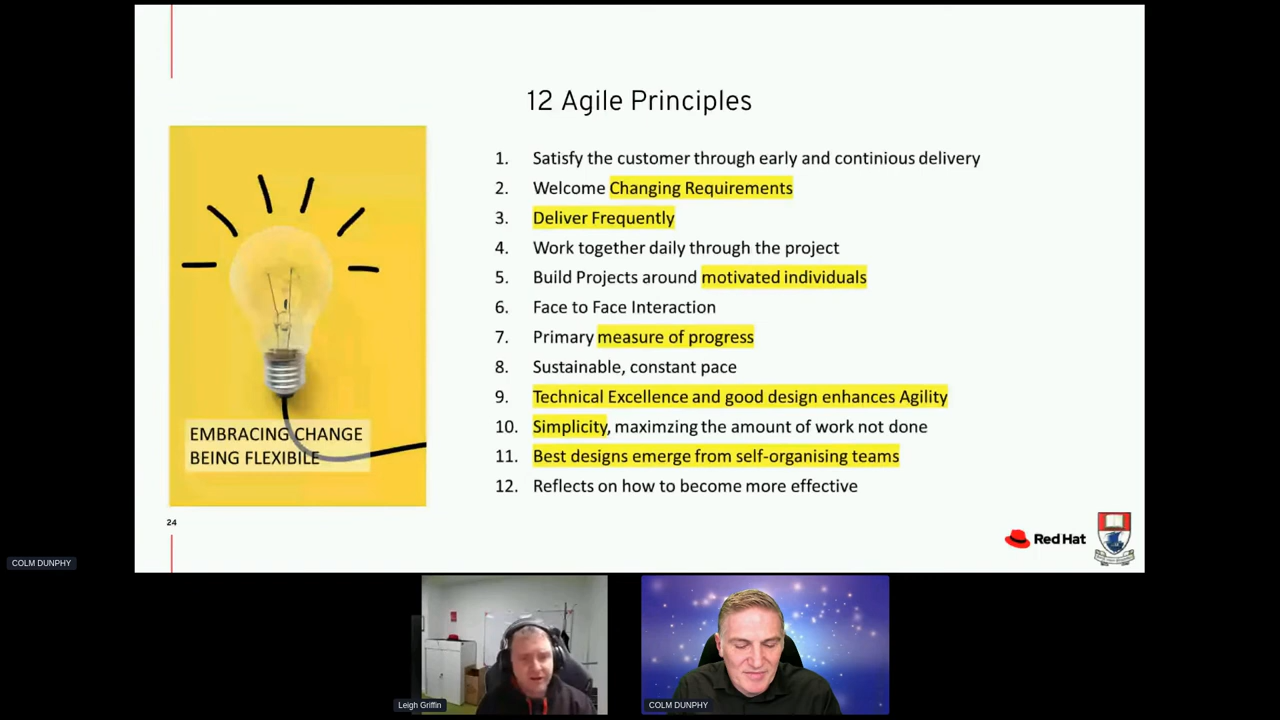 12 Agile Principles
1. Satisfy the customer through early and continious delivery
2. Welcome Changing Requirements
3. Deliver Frequently
4. Work together daily through the project
5. Build Projects around motivated individuals
6. Face to Face Interaction
7. Primary measure of progress
8. Sustainable, constant pace
9. Technical Excellence and good design enhances Agility
10. Simplicity, maximzing the amount of work not done
11. Best designs emerge from self-organising teams
12. Reflects on how to become more effective
EMBRACING CHANGE
BEING FLEXIBILE
24
Red Hat
COLM DUNPHY
Leigh Griffin
COLM DUNPHY